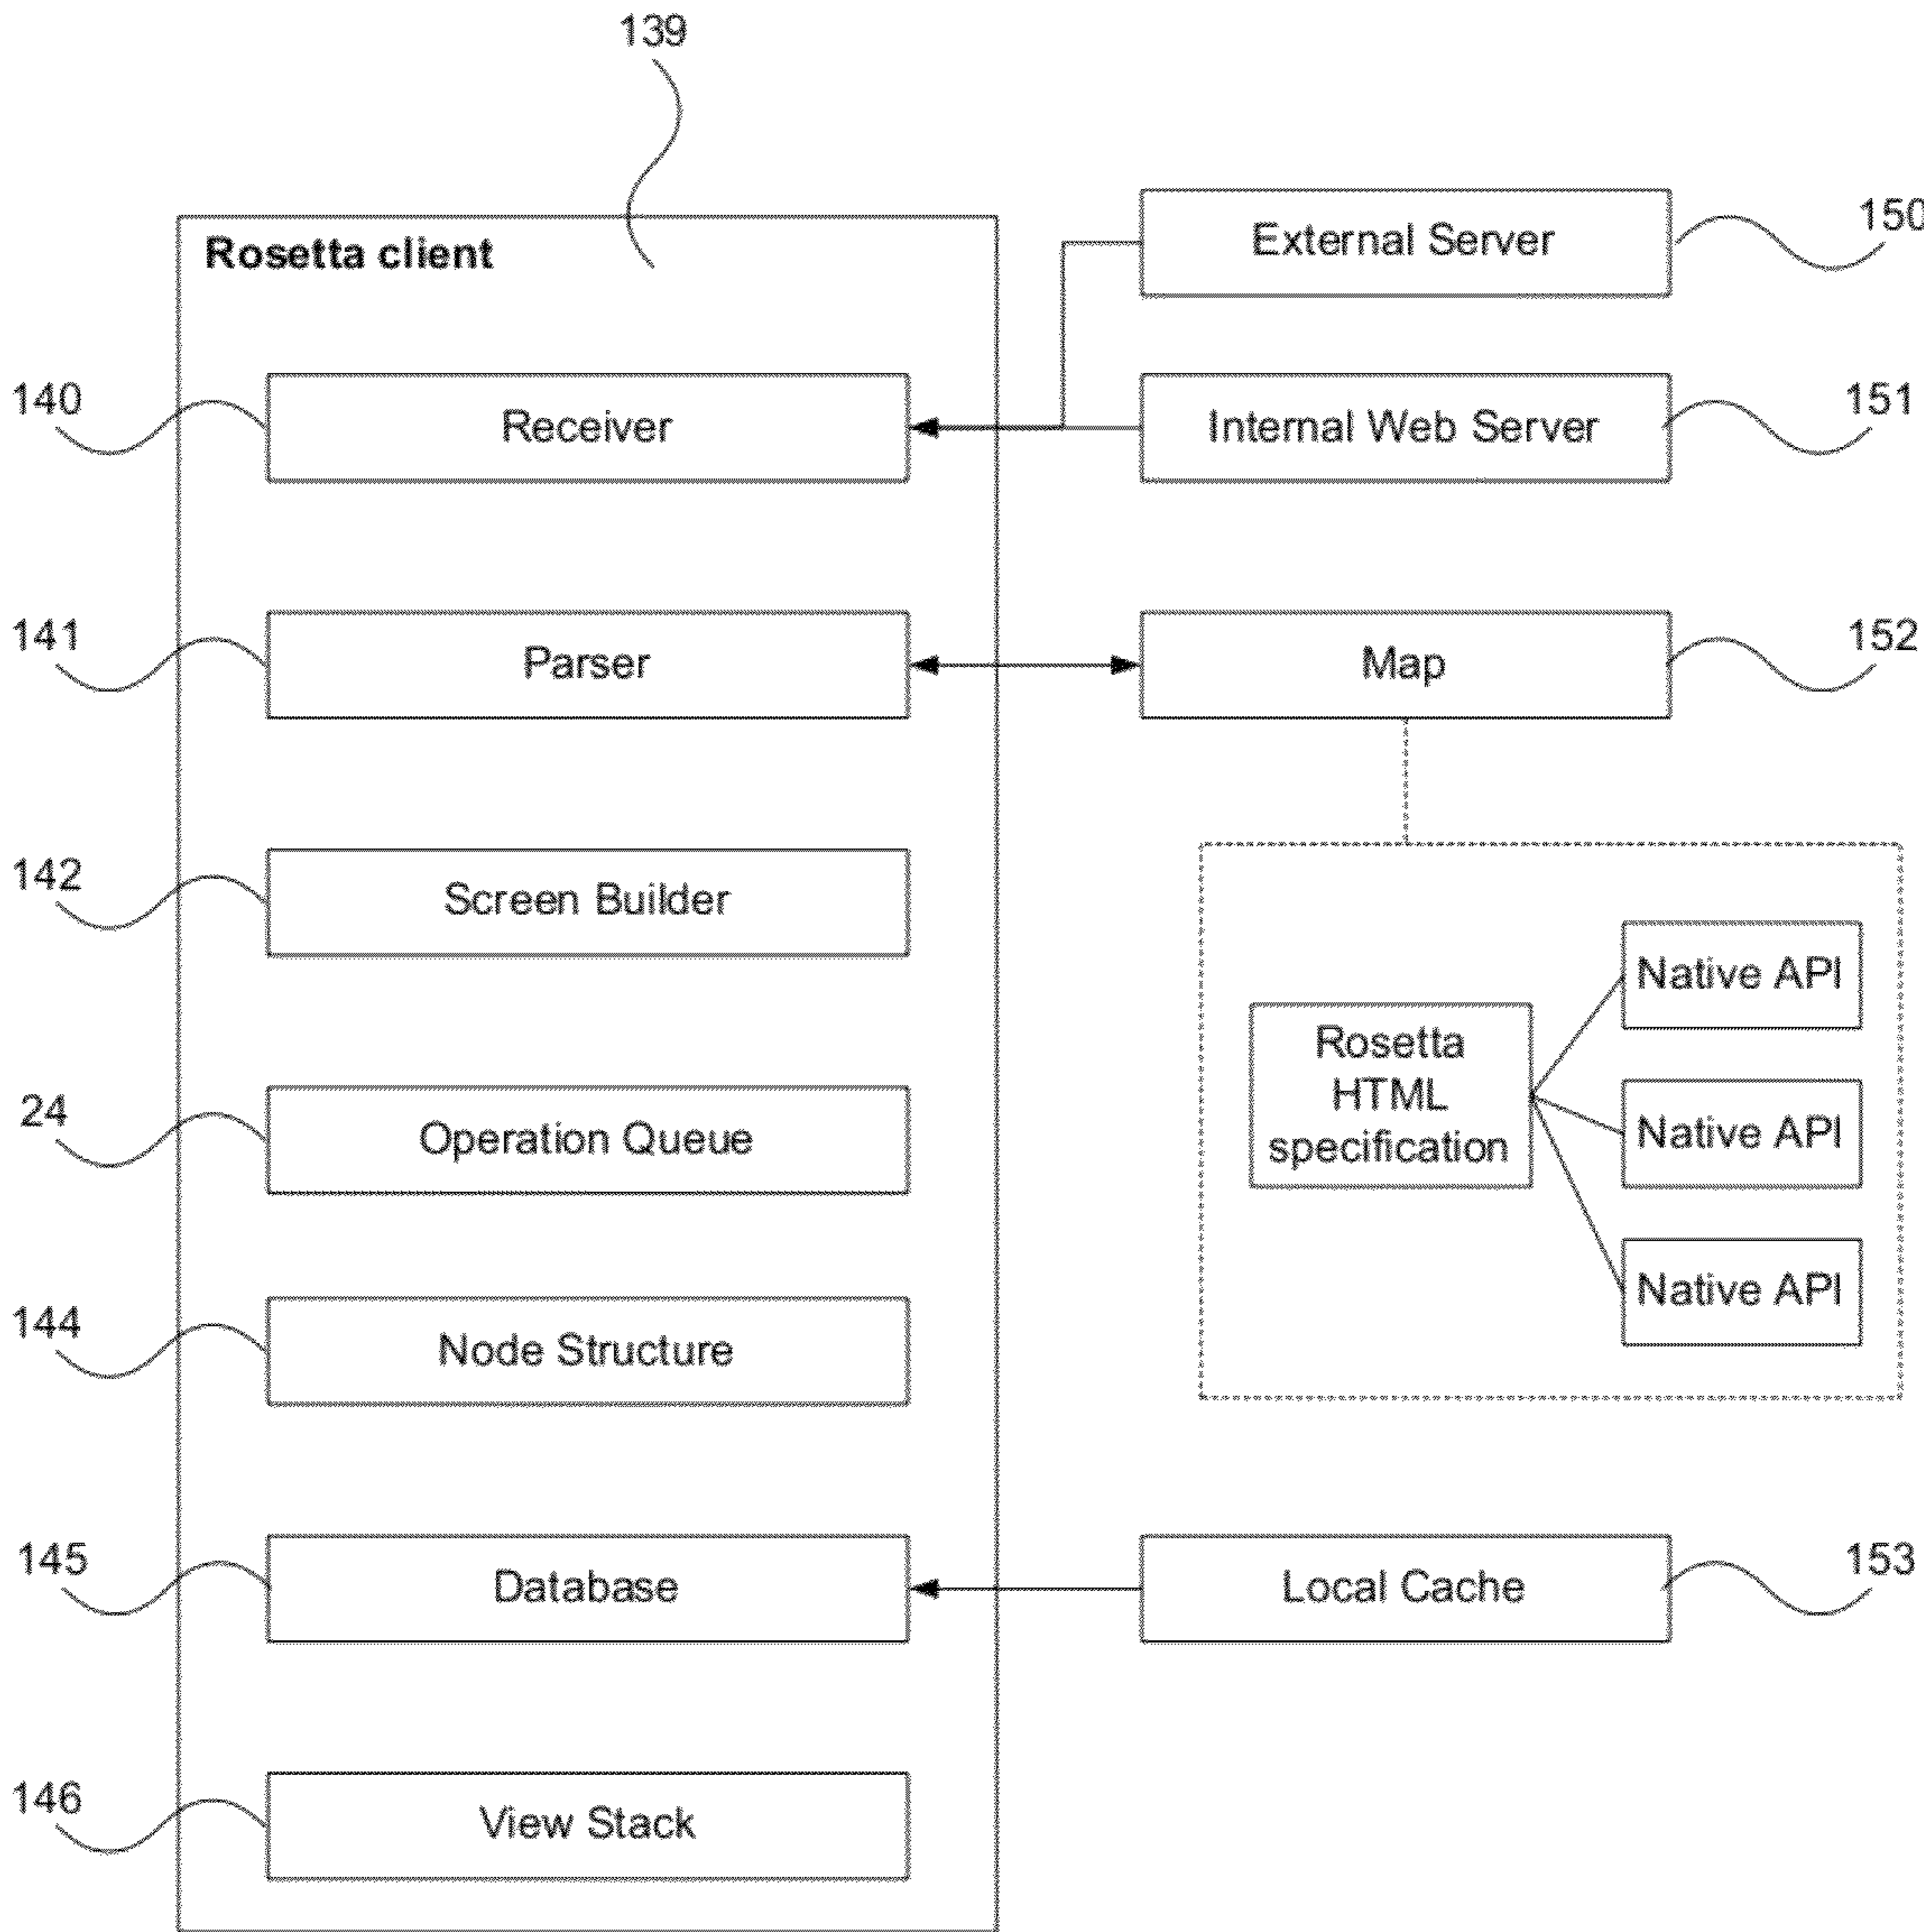 139
Rosetta client
External Server
150
140
Receiver
Internal Web Server
151
141
Parser
Map
152
142
Screen Builder
Native API
Rosetta
HTML
specification
Native API
Native API
24
Operation Queue
144
Node Structure
145
Database
Local Cache
153
146
View Stack